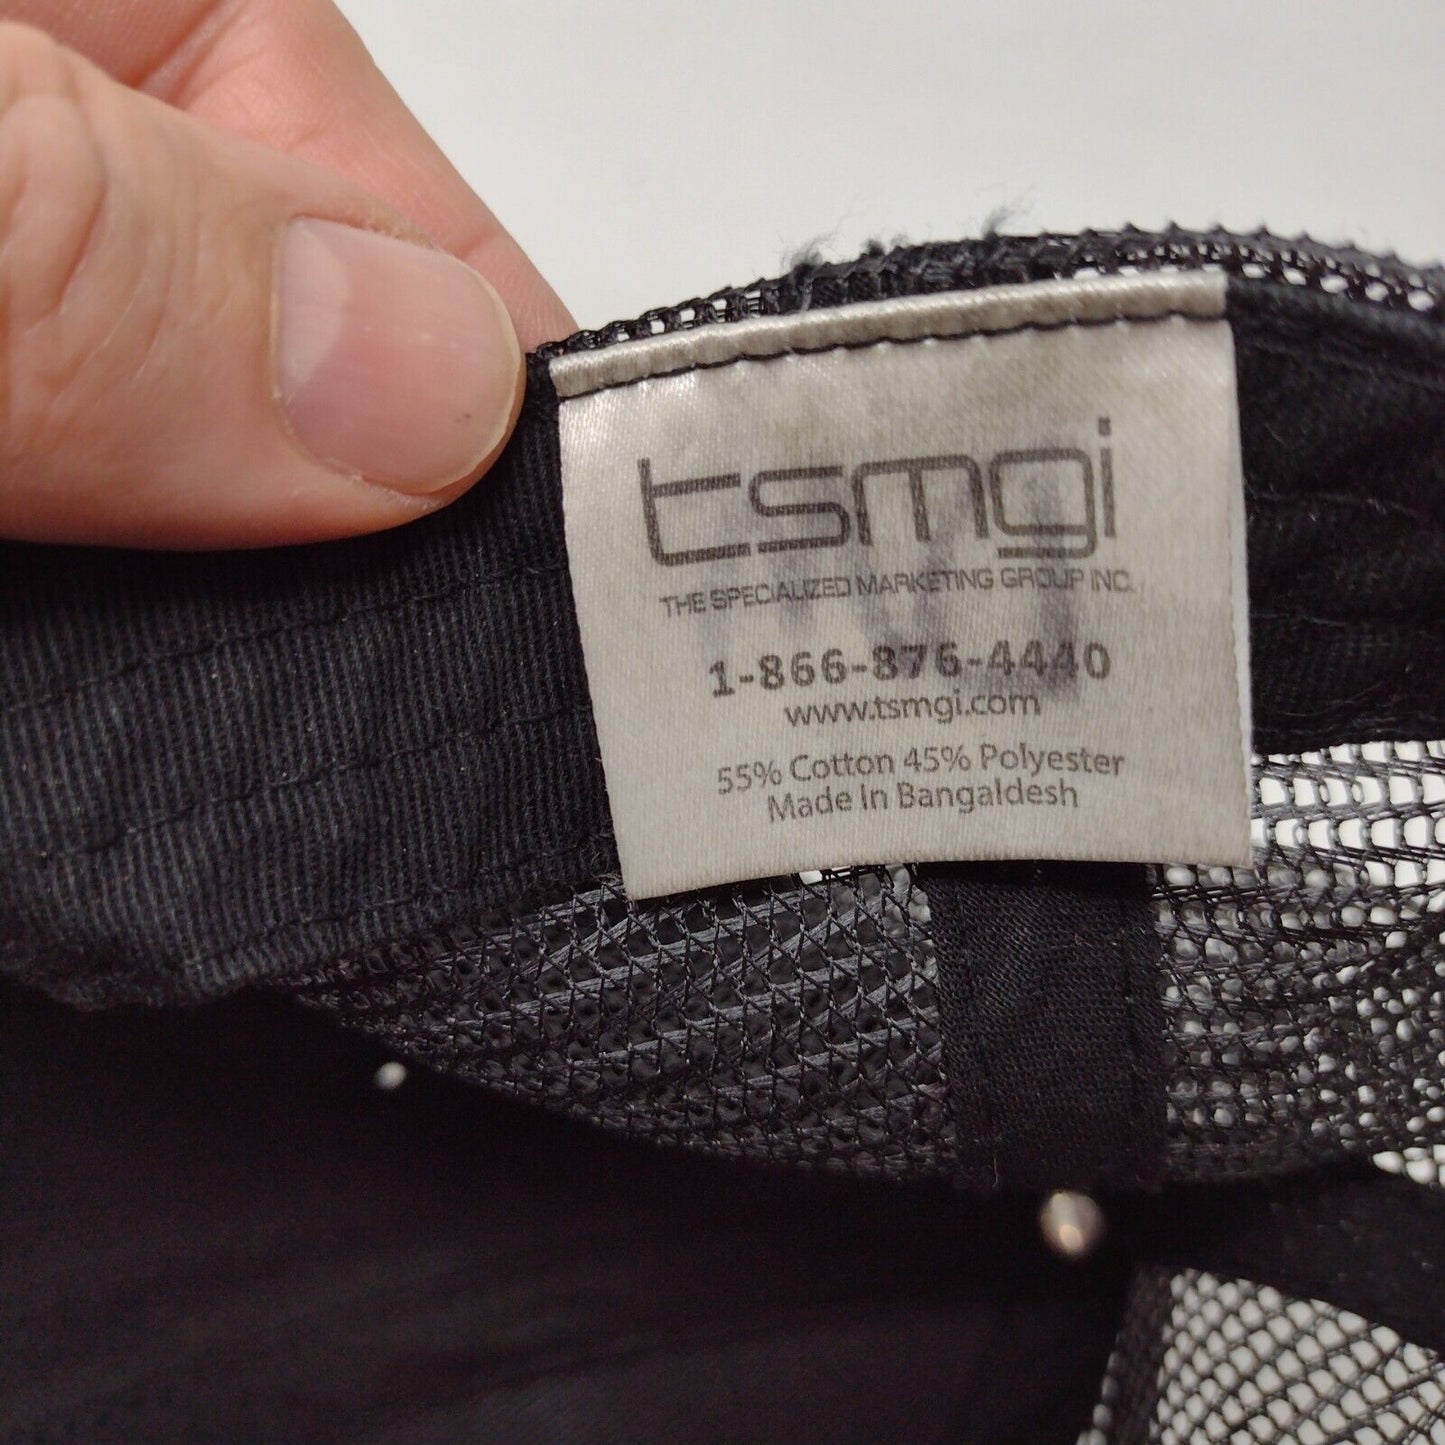 tsmgi
THE SPECIALIZED MARKETING GROUP INC.
1-866-876-4440
www.tsmgi.com
55% Cotton 45% Polyester
Made In Bangaldesh